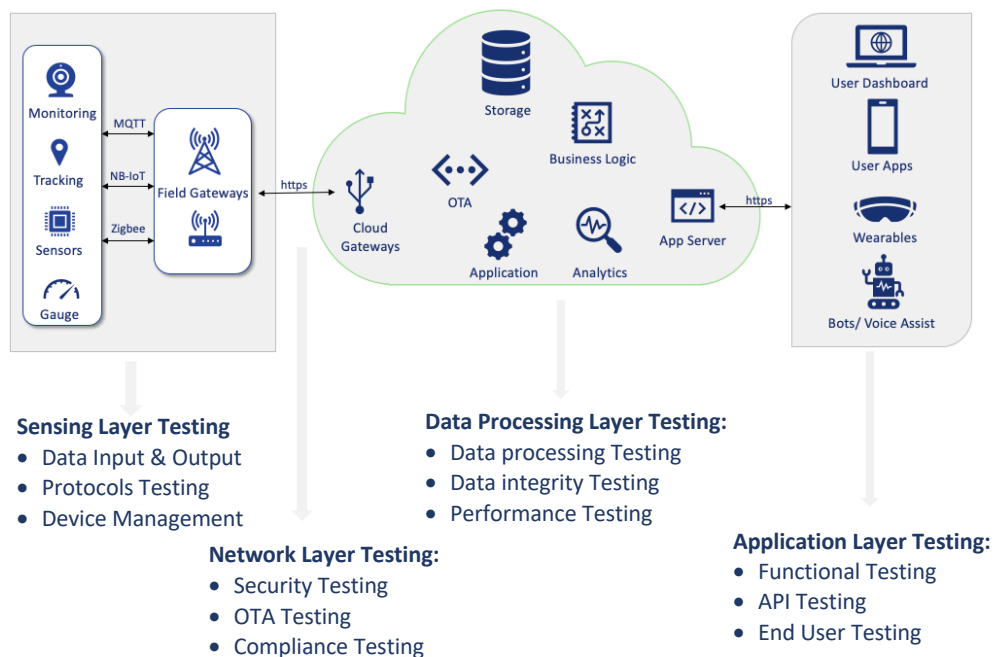 Monitoring
Tracking
Sensors
Gauge
MQTT
NB-IoT
Zigbee
Field Gateways
https
Cloud
Gateways
Storage
Business Logic
OTA
Application
Analytics
App Server
https
User Dashboard
User Apps
Wearables
Bots/ Voice Assist
Sensing Layer Testing
• Data Input & Output
• Protocols Testing
• Device Management
Network Layer Testing:
• Security Testing
• OTA Testing
• Compliance Testing
Data Processing Layer Testing:
• Data processing Testing
• Data integrity Testing
• Performance Testing
Application Layer Testing:
• Functional Testing
• API Testing
• End User Testing